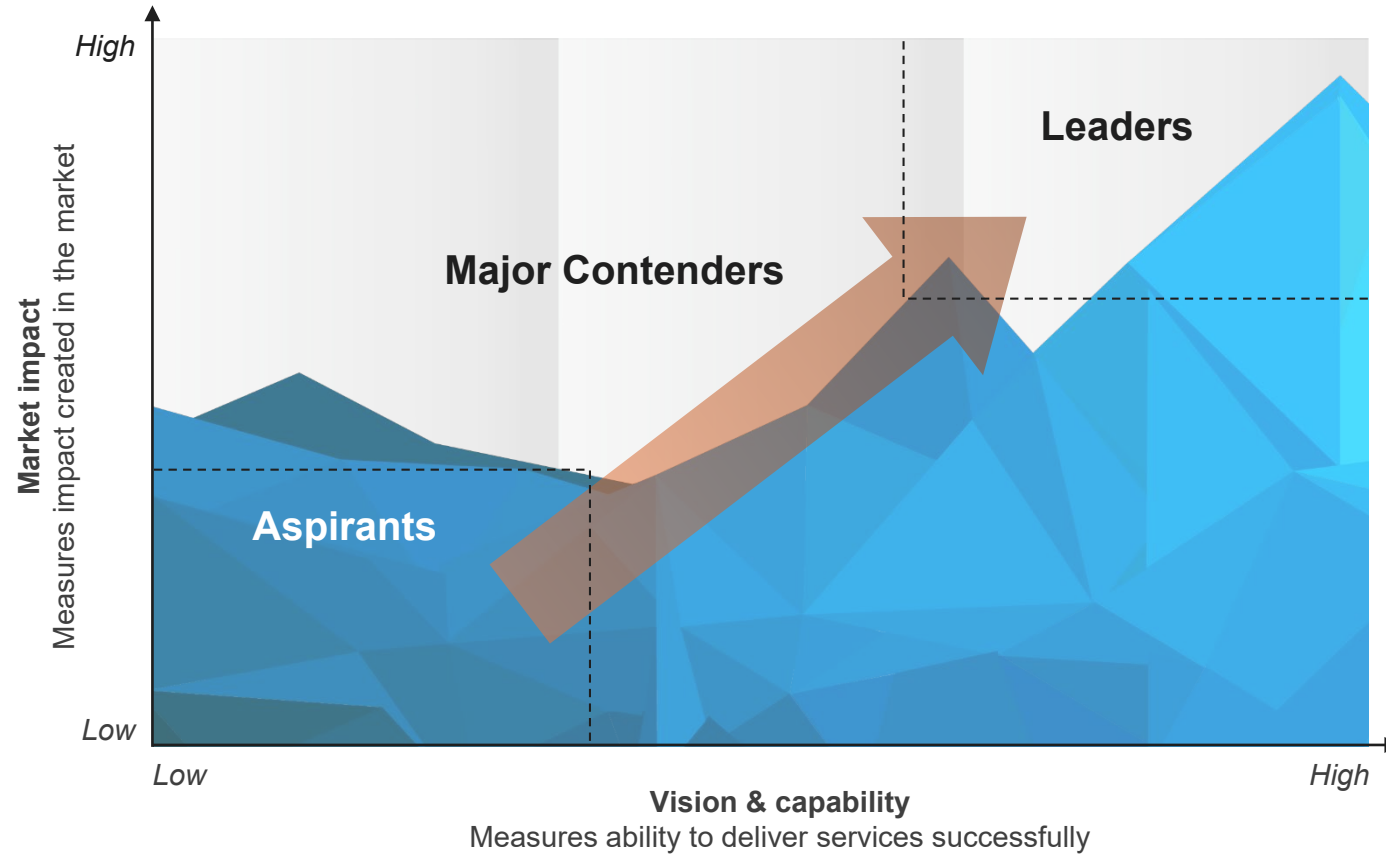 High
Leaders
Major Contenders
Market impact
Measures impact created in the market
Aspirants
Low
Low
High
Vision & capability
Measures ability to deliver services successfully